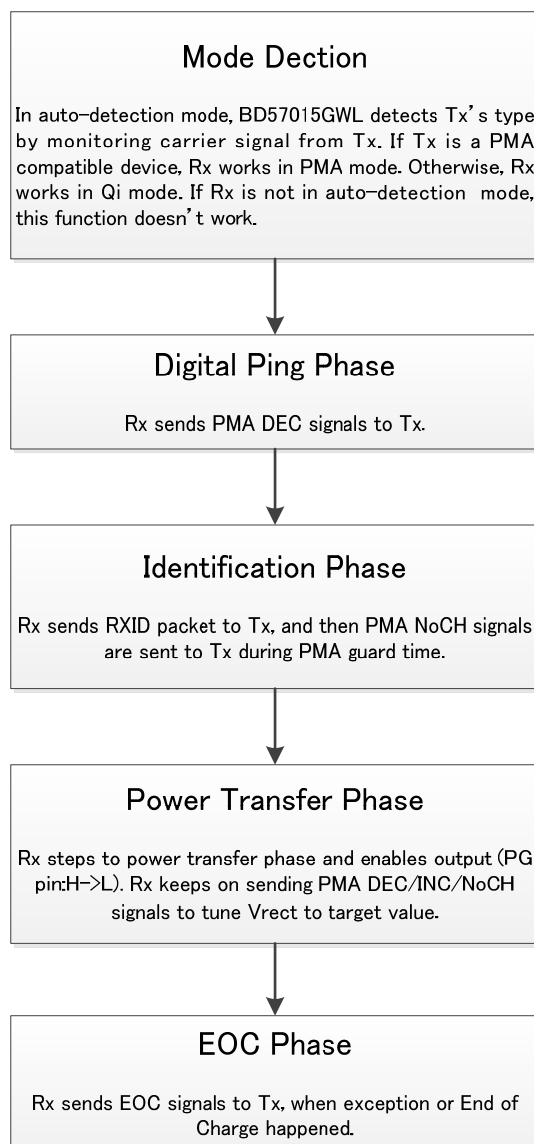 Mode Dection
In auto-detection mode, BD57015GWL detects Tx's type
by monitoring carrier signal from Tx. If Tx is a PMA
compatible device, Rx works in PMA mode. Otherwise, Rx
works in Qi mode. If Rx is not in auto-detection mode,
this function doesn't work.
Digital Ping Phase
Rx sends PMA DEC signals to Tx.
Identification Phase
Rx sends RXID packet to Tx, and then PMA NoCH signals
are sent to Tx during PMA guard time.
Power Transfer Phase
Rx steps to power transfer phase and enables output (PG
pin:H->L). Rx keeps on sending PMA DEC/INC/NoCH
signals to tune Vrect to target value.
EOC Phase
Rx sends EOC signals to Tx, when exception or End of
Charge happened.